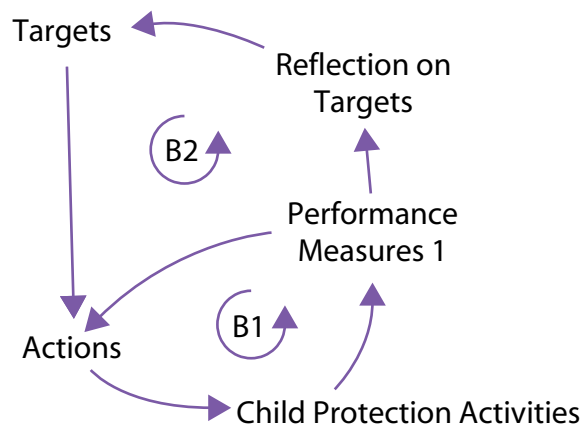 Targets
Reflection on
Targets
B2
Performance
Measures 1
B1
Actions
Child Protection Activities